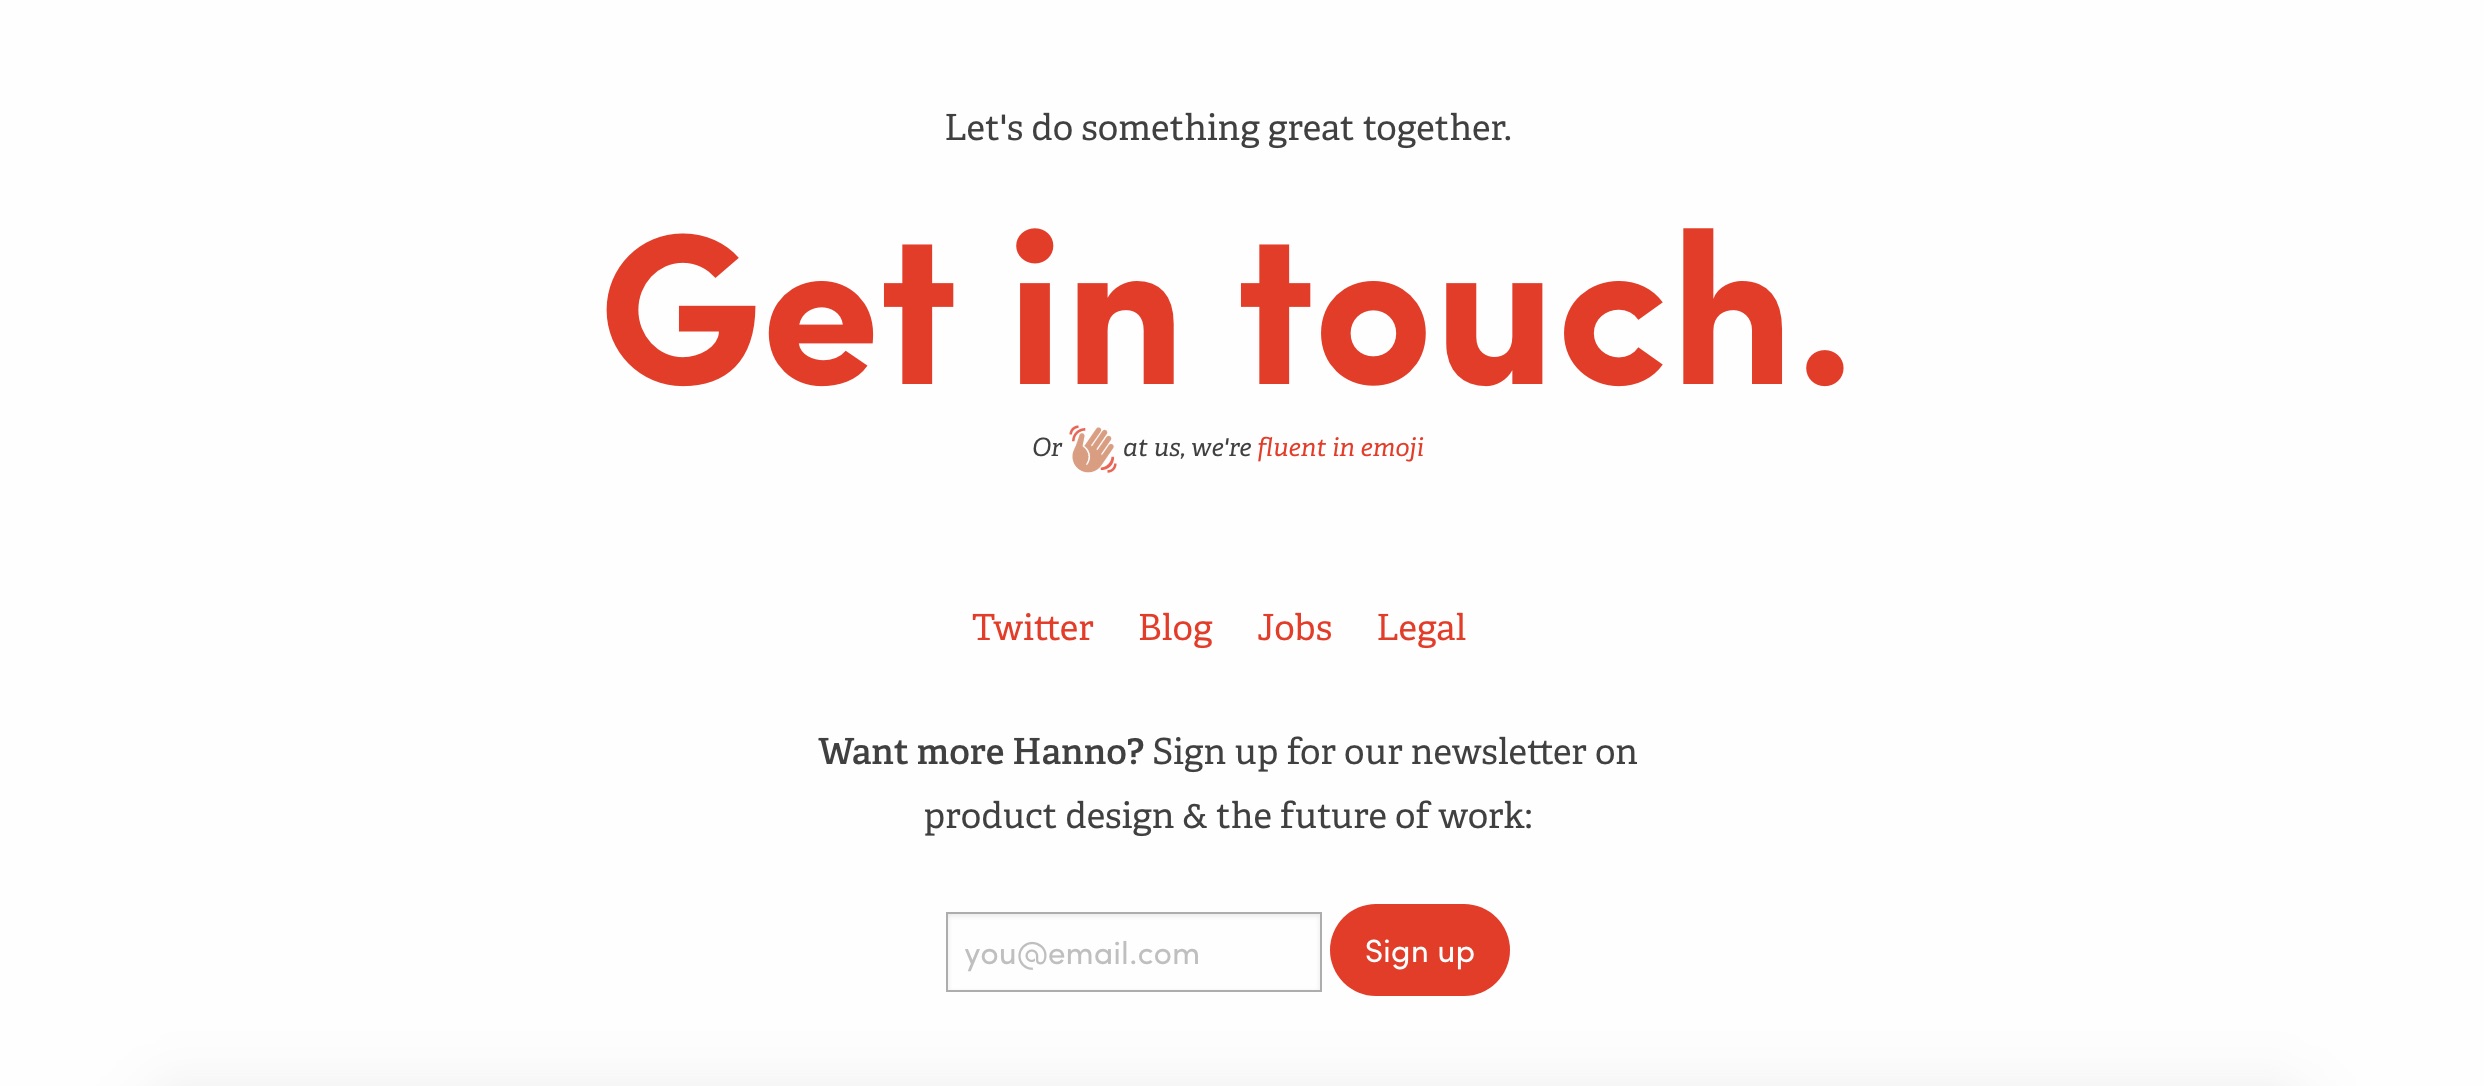 Let's do something great together.
Get in touch.
Or 👋🏽 at us, we're fluent in emoji
Twitter Blog Jobs Legal
Want more Hanno? Sign up for our newsletter on
product design & the future of work:
you@email.com Sign up